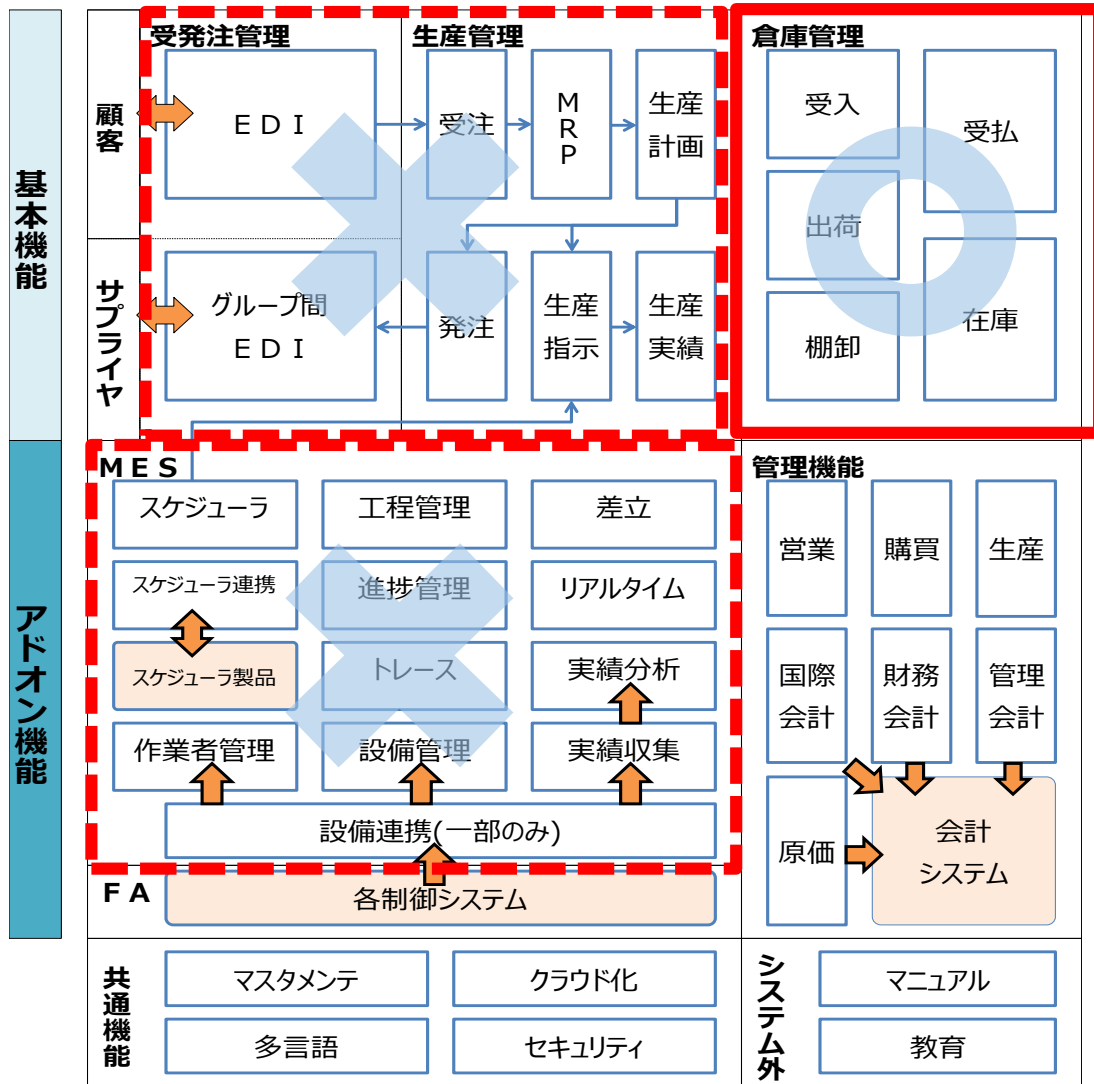 基本機能
アドオン機能
顧客
サプライヤ
受発注管理
生産管理
ＥＤＩ
受注
ＭＲＰ
生産
計画
グループ間
ＥＤＩ
発注
生産
指示
生産
実績
倉庫管理
受入
受払
出荷
在庫
棚卸
ＭＥＳ
スケジューラ
工程管理
差立
スケジューラ連携
進捗管理
リアルタイム
スケジューラ製品
トレース
実績分析
作業者管理
設備管理
実績収集
設備連携(一部のみ)
ＦＡ
各制御システム
管理機能
営業
購買
生産
国際
会計
財務
会計
管理
会計
原価
会計
システム
共通機能
マスタメンテ
クラウド化
多言語
セキュリティ
システム外
マニュアル
教育